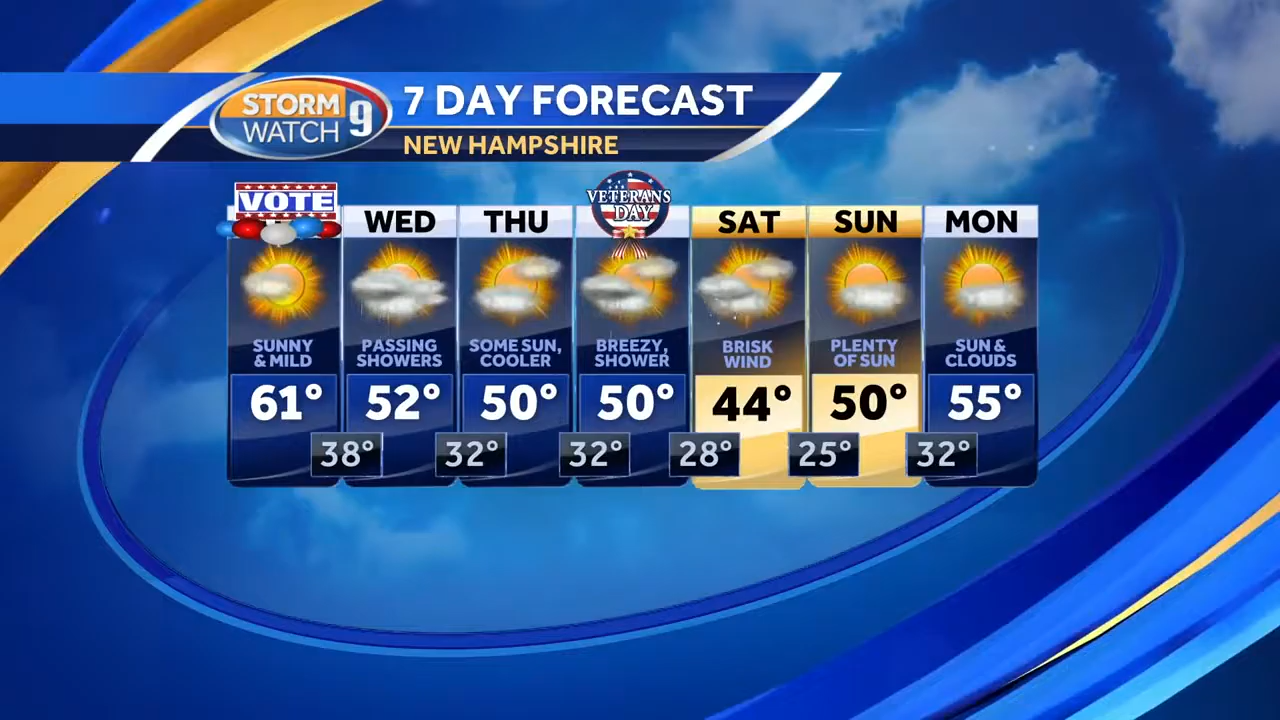 STORM
WATCH 9
7 DAY FORECAST
NEW HAMPSHIRE
VOTE
WED
THU
VETERANS
DAY
SAT
SUN
MON
SUNNY
& MILD
PASSING
SHOWERS
SOME SUN,
COOLER
BREEZY,
SHOWER
BRISK
WIND
PLENTY
OF SUN
SUN &
CLOUDS
61° 52° 50° 50° 44° 50° 55°
38° 32° 32° 28° 25° 32°